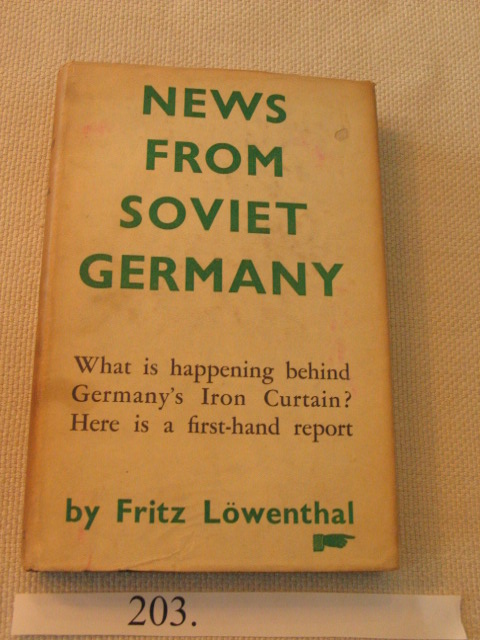 NEWS
FROM
SOVIET
GERMANY
What is happening behind
Germany's Iron Curtain?
Here is a first-hand report
by Fritz Löwenthal
203.